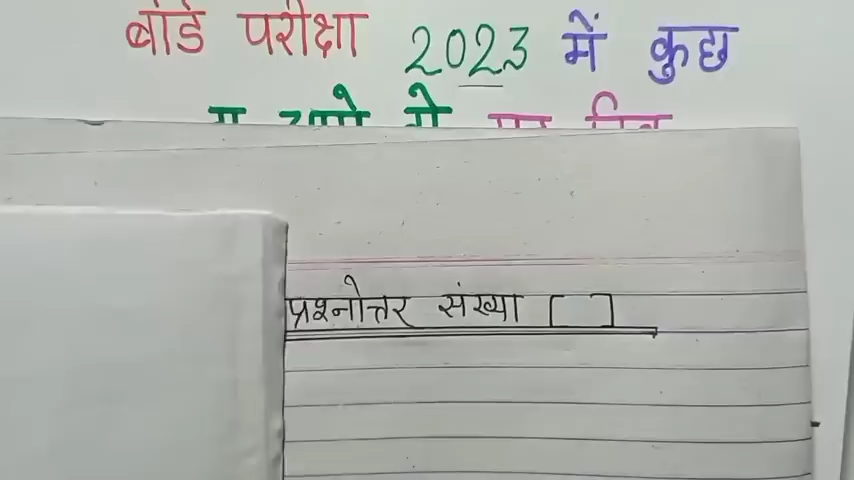 बोर्ड परीक्षा 2023 में कुछ
प्रश्नोत्तर संख्या